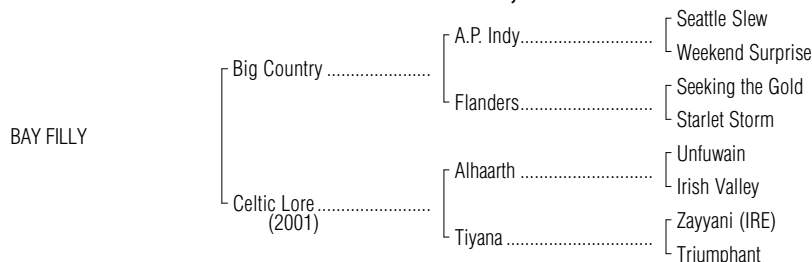 Seattle Slew
A.P. Indy
Weekend Surprise
Big Country ......................
Seeking the Gold
Flanders............................
Starlet Storm
BAY FILLY
Unfuwain
Alhaarth ...........................
Irish Valley
Celtic Lore ........................
(2001)
Zayyani (IRE)
Tiyana ..............................
Triumphant